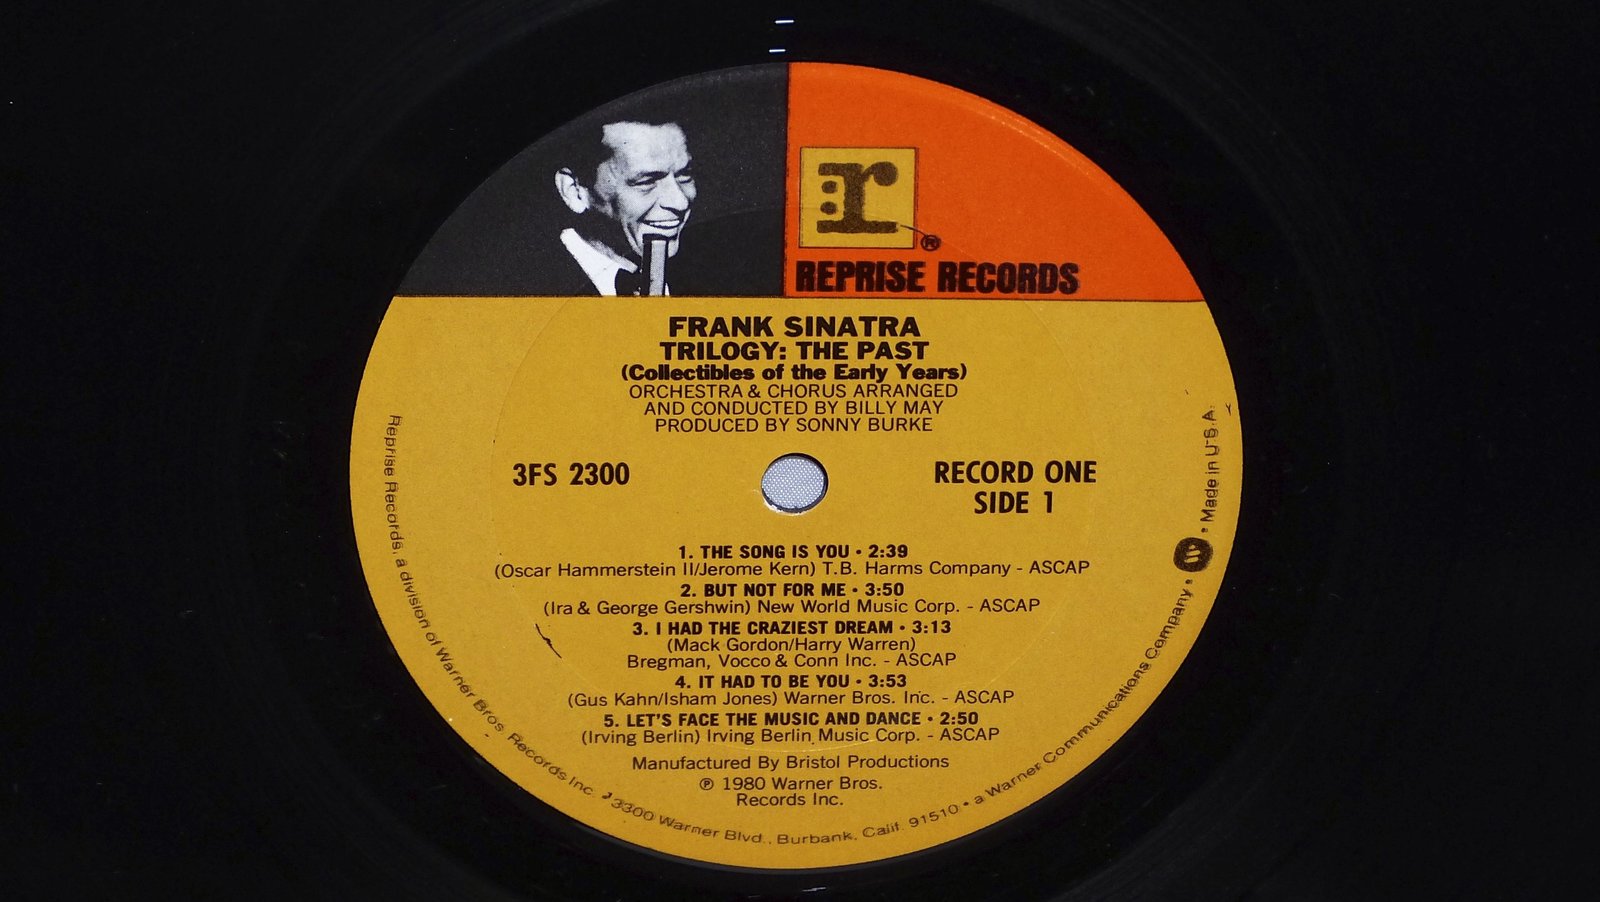 r
®
REPRISE RECORDS
FRANK SINATRA
TRILOGY: THE PAST
(Collectibles of the Early Years)
ORCHESTRA & CHORUS ARRANGED
AND CONDUCTED BY BILLY MAY
PRODUCED BY SONNY BURKE
3FS 2300
RECORD ONE
SIDE 1
1. THE SONG IS YOU • 2:39
(Oscar Hammerstein II/Jerome Kern) T.B. Harms Company - ASCAP
2. BUT NOT FOR ME • 3:50
(Ira & George Gershwin) New World Music Corp. - ASCAP
3. I HAD THE CRAZIEST DREAM • 3:13
(Mack Gordon/Harry Warren)
Bregman, Vocco & Conn Inc. - ASCAP
4. IT HAD TO BE YOU • 3:53
(Gus Kahn/Isham Jones) Warner Bros. Inc. - ASCAP
5. LET'S FACE THE MUSIC AND DANCE • 2:50
(Irving Berlin) Irving Berlin Music Corp. - ASCAP
Manufactured By Bristol Productions
℗ 1980 Warner Bros.
Records Inc.
Reprise Records, a division of Warner Bros. Records Inc. • 3300 Warner Blvd., Burbank, Calif. 91510 • a Warner Communications Company • • Made in U.S.A.